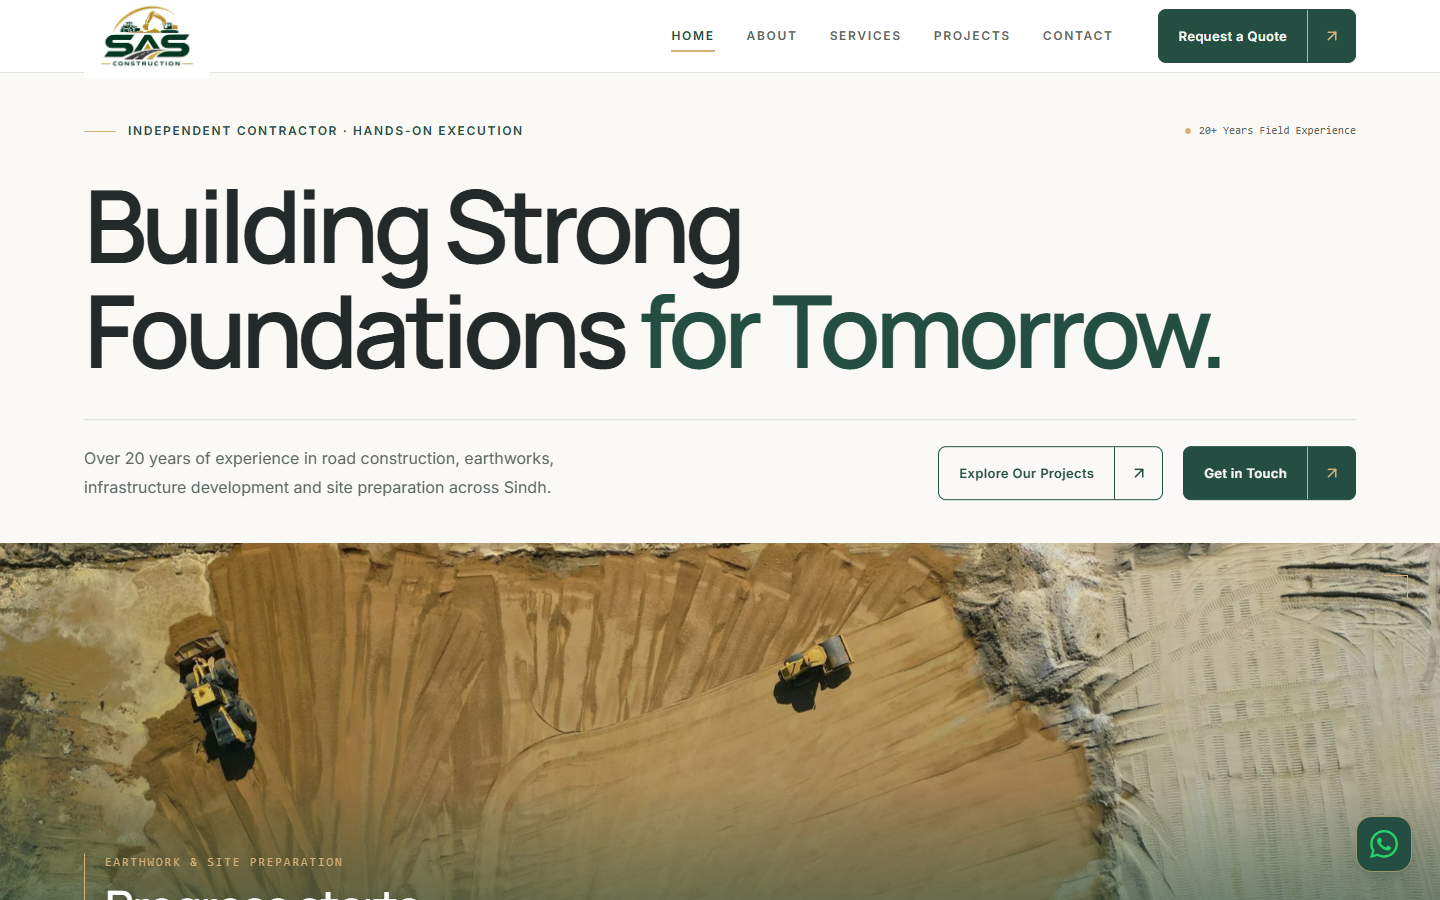 SAS
CONSTRUCTION
HOME
ABOUT
SERVICES
PROJECTS
CONTACT
Request a Quote
INDEPENDENT CONTRACTOR · HANDS-ON EXECUTION
20+ Years Field Experience
Building Strong
Foundations for Tomorrow.
Over 20 years of experience in road construction, earthworks,
infrastructure development and site preparation across Sindh.
Explore Our Projects
Get in Touch
EARTHWORK & SITE PREPARATION
Progress starts